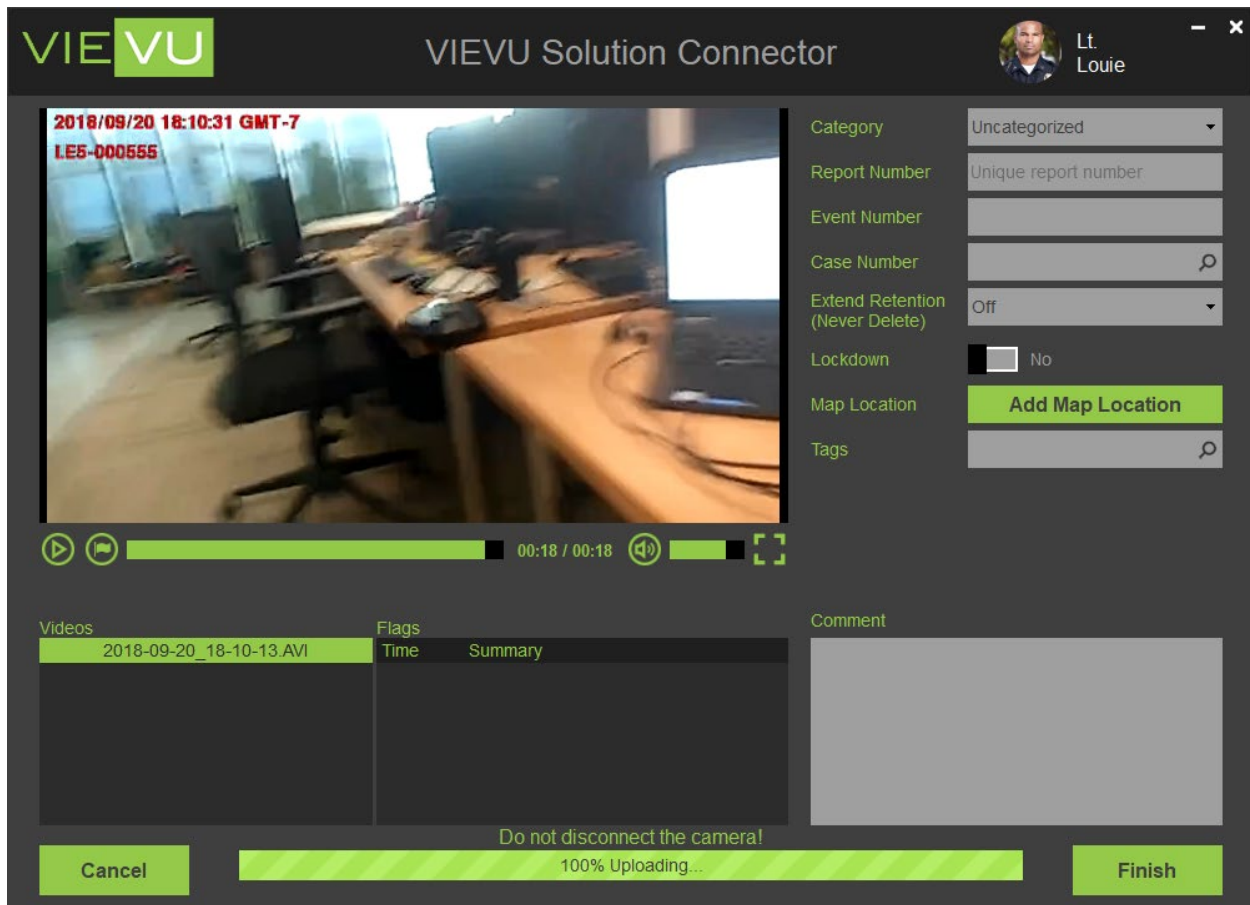 VIEVU
VIEVU Solution Connector
Lt.
Louie
2018/09/20 18:10:31 GMT-7
LE5-000555
Category
Uncategorized
Report Number
Unique report number
Event Number
Case Number
Extend Retention
(Never Delete)
Off
Lockdown
No
Map Location
Add Map Location
Tags
00:18 / 00:18
Videos
2018-09-20_18-10-13.AVI
Flags
Time Summary
Comment
Do not disconnect the camera!
Cancel
100% Uploading...
Finish